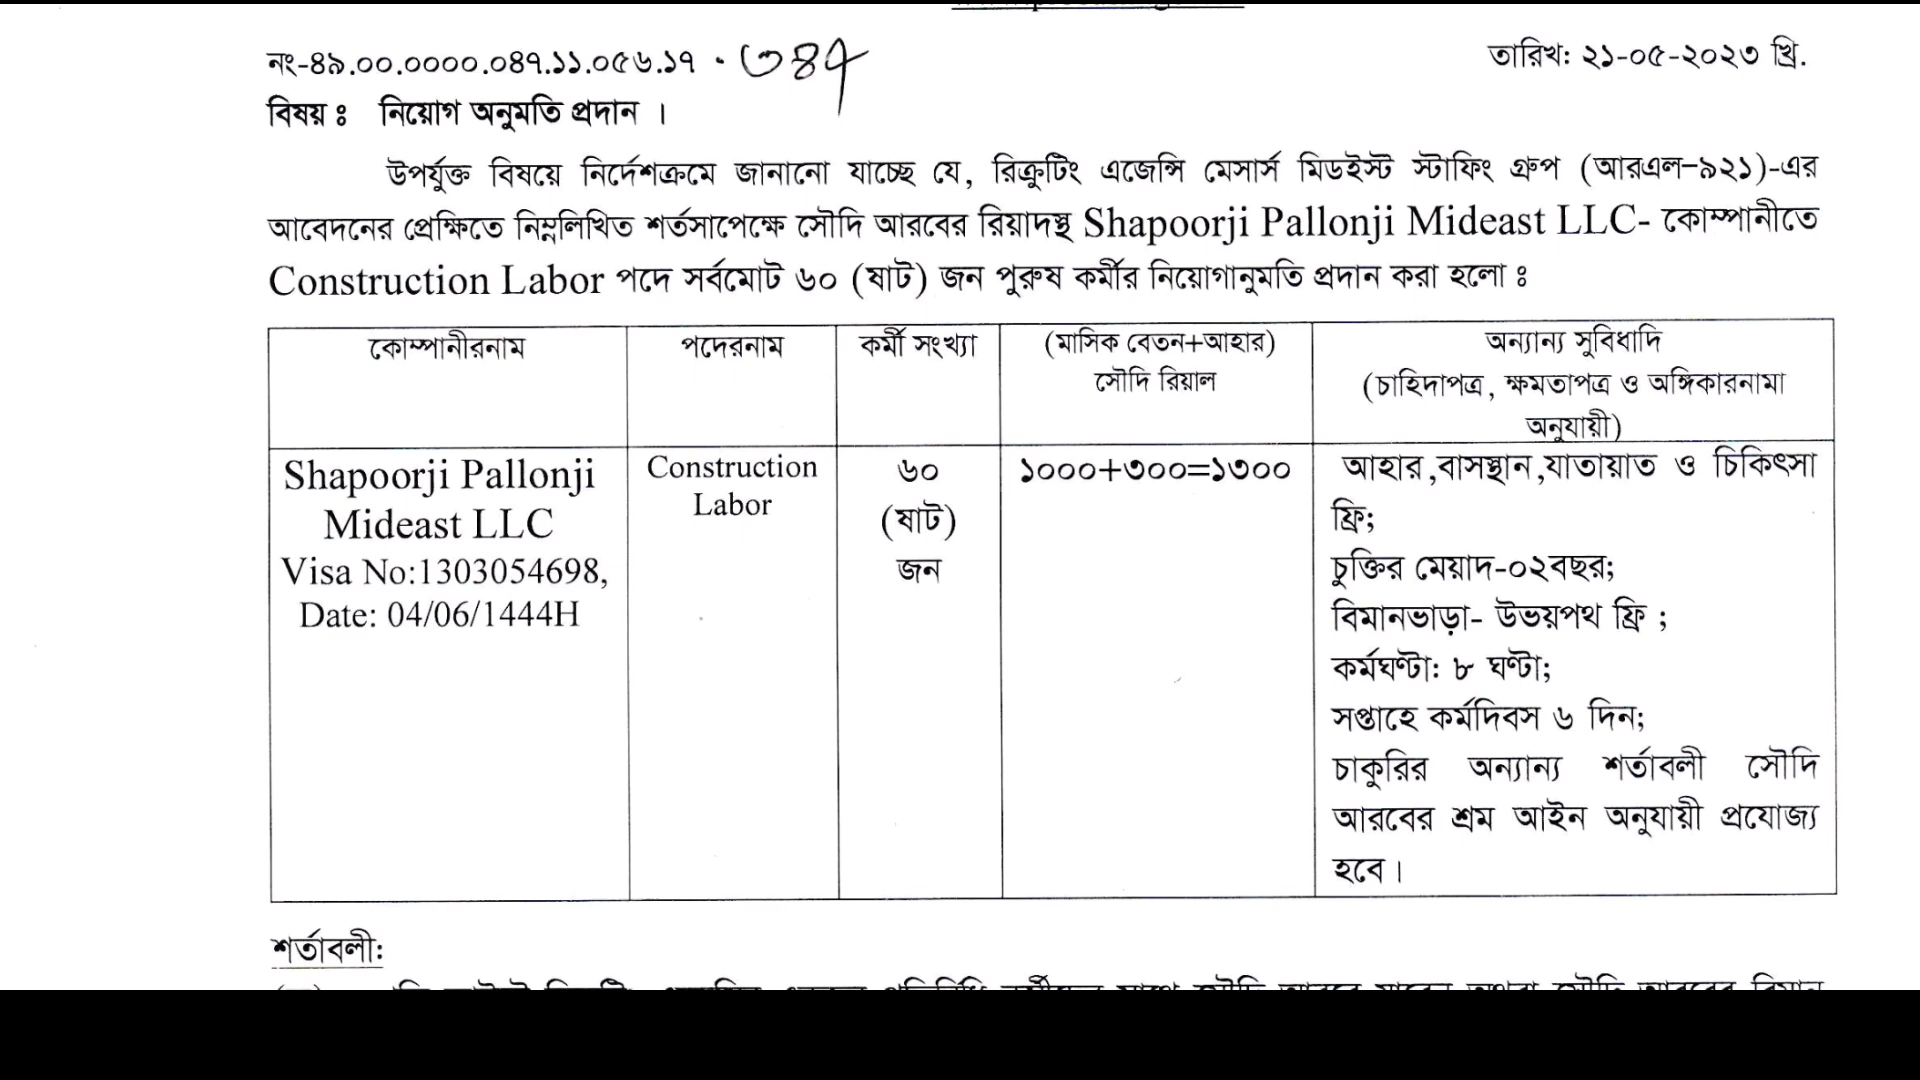 নং-৪৯.০০.০০০০.০৪৭.১১.০৫৬.১৭ - ৩৪৭
তারিখ: ২১-০৫-২০২৩ খ্রি.
বিষয় ঃ নিয়োগ অনুমতি প্রদান ।
উপর্যুক্ত বিষয়ে নির্দেশক্রমে জানানো যাচ্ছে যে, রিক্রুটিং এজেন্সি মেসার্স মিডইস্ট স্টাফিং গ্রুপ (আরএল-৯২১)-এর
আবেদনের প্রেক্ষিতে নিম্নলিখিত শর্তসাপেক্ষে সৌদি আরবের রিয়াদস্থ Shapoorji Pallonji Mideast LLC- কোম্পানীতে
Construction Labor পদে সর্বমোট ৬০ (ষাট) জন পুরুষ কর্মীর নিয়োগানুমতি প্রদান করা হলো ঃ
কোম্পানীরনাম
পদেরনাম
কর্মী সংখ্যা
(মাসিক বেতন+আহার)
সৌদি রিয়াল
অন্যান্য সুবিধাদি
(চাহিদাপত্র, ক্ষমতাপত্র ও অঙ্গিকারনামা
অনুযায়ী)
Shapoorji Pallonji
Mideast LLC
Visa No:1303054698,
Date: 04/06/1444H
Construction
Labor
৬০
(ষাট)
জন
১০০০+৩০০=১৩০০
আহার,বাসস্থান,যাতায়াত ও চিকিৎসা
ফ্রি;
চুক্তির মেয়াদ-০২বছর;
বিমানভাড়া- উভয়পথ ফ্রি ;
কর্মঘণ্টা: ৮ ঘণ্টা;
সপ্তাহে কর্মদিবস ৬ দিন;
চাকুরির অন্যান্য শর্তাবলী সৌদি
আরবের শ্রম আইন অনুযায়ী প্রযোজ্য
হবে।
শর্তাবলী: